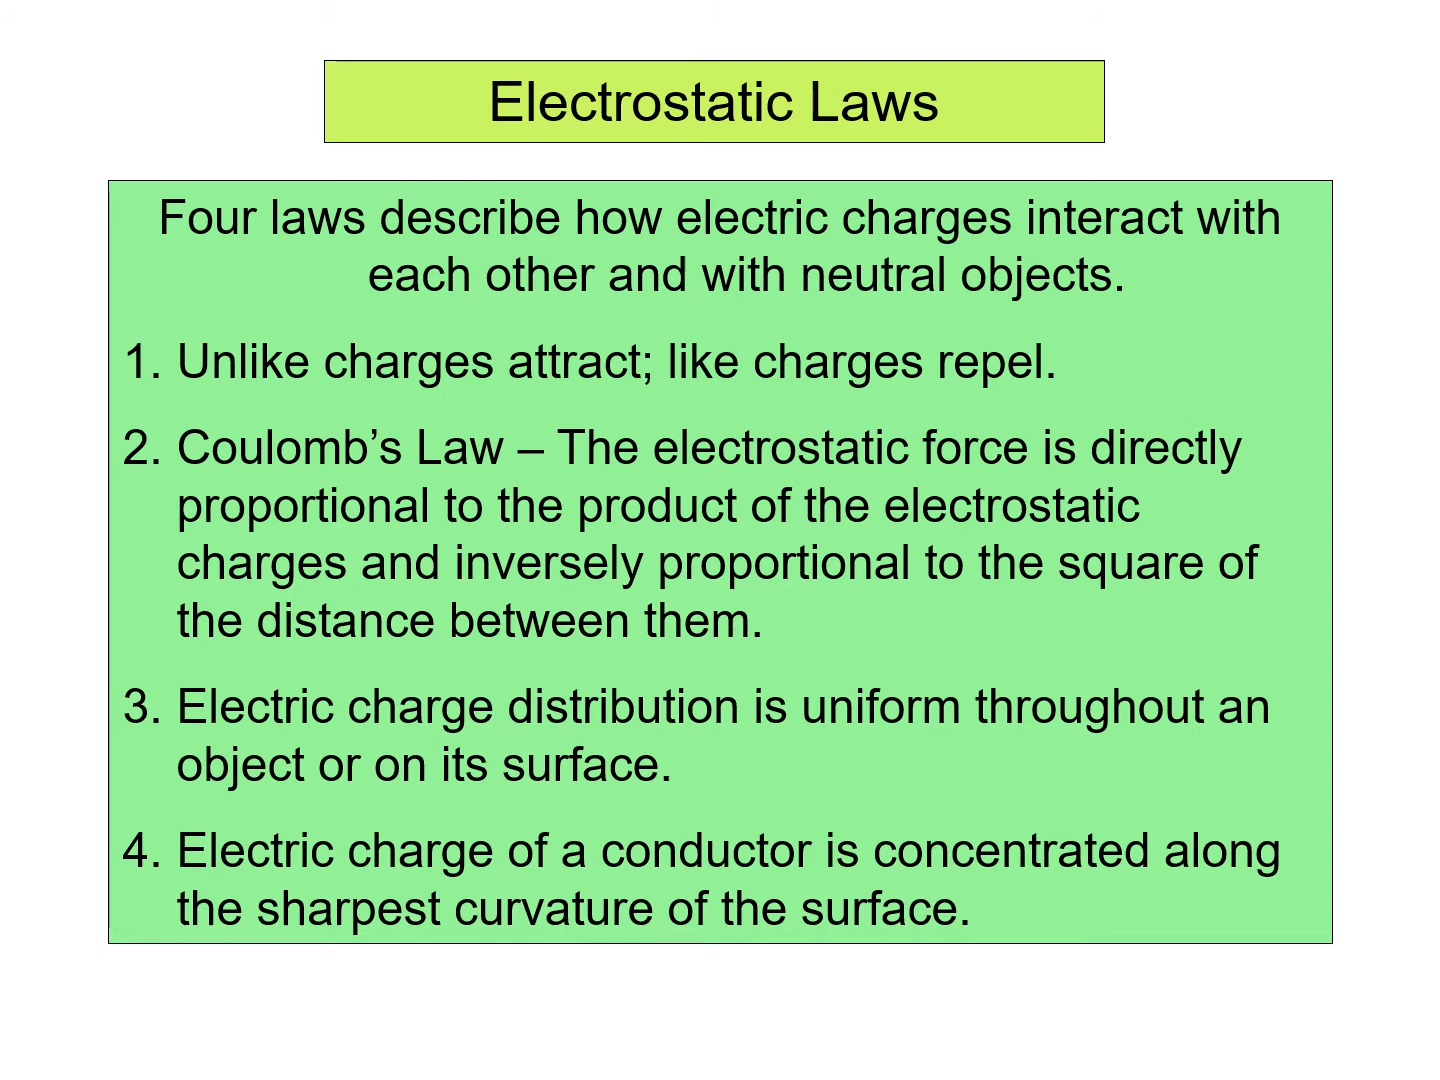 Electrostatic Laws
Four laws describe how electric charges interact with
each other and with neutral objects.
1. Unlike charges attract; like charges repel.
2. Coulomb’s Law – The electrostatic force is directly
proportional to the product of the electrostatic
charges and inversely proportional to the square of
the distance between them.
3. Electric charge distribution is uniform throughout an
object or on its surface.
4. Electric charge of a conductor is concentrated along
the sharpest curvature of the surface.